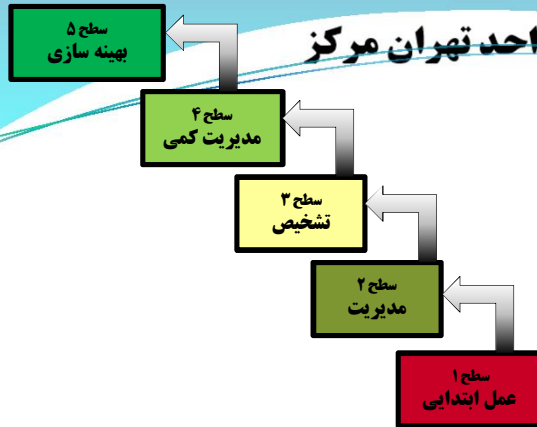 احد تهران مرکز
سطح ۵
بهینه سازی
سطح ۴
مدیریت کمی
سطح ۳
تشخیص
سطح ۲
مدیریت
سطح ۱
عمل ابتدایی